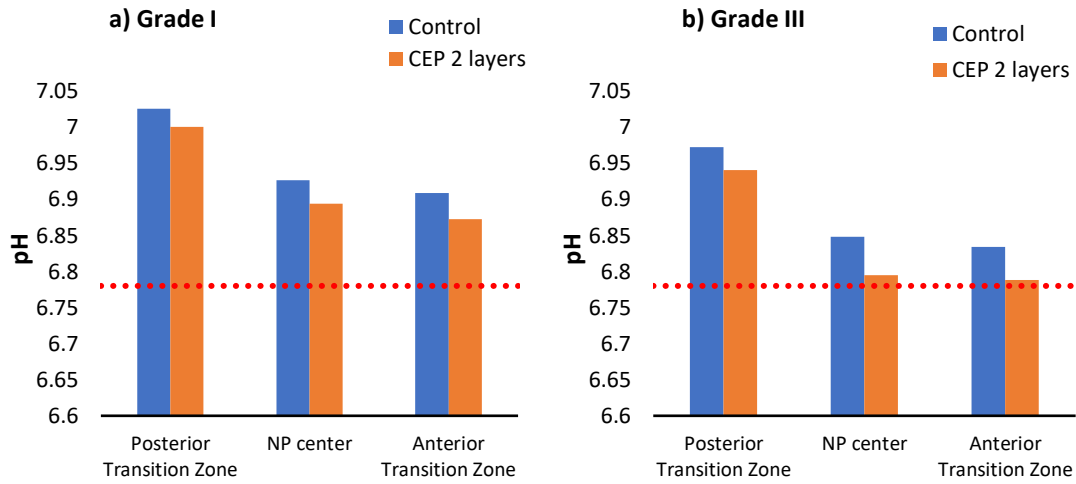 a) Grade I
Control
CEP 2 layers
pH
7.05
7
6.95
6.9
6.85
6.8
6.75
6.7
6.65
6.6
Posterior
Transition Zone
NP center
Anterior
Transition Zone
b) Grade III
Control
CEP 2 layers
pH
7.05
7
6.95
6.9
6.85
6.8
6.75
6.7
6.65
6.6
Posterior
Transition Zone
NP center
Anterior
Transition Zone